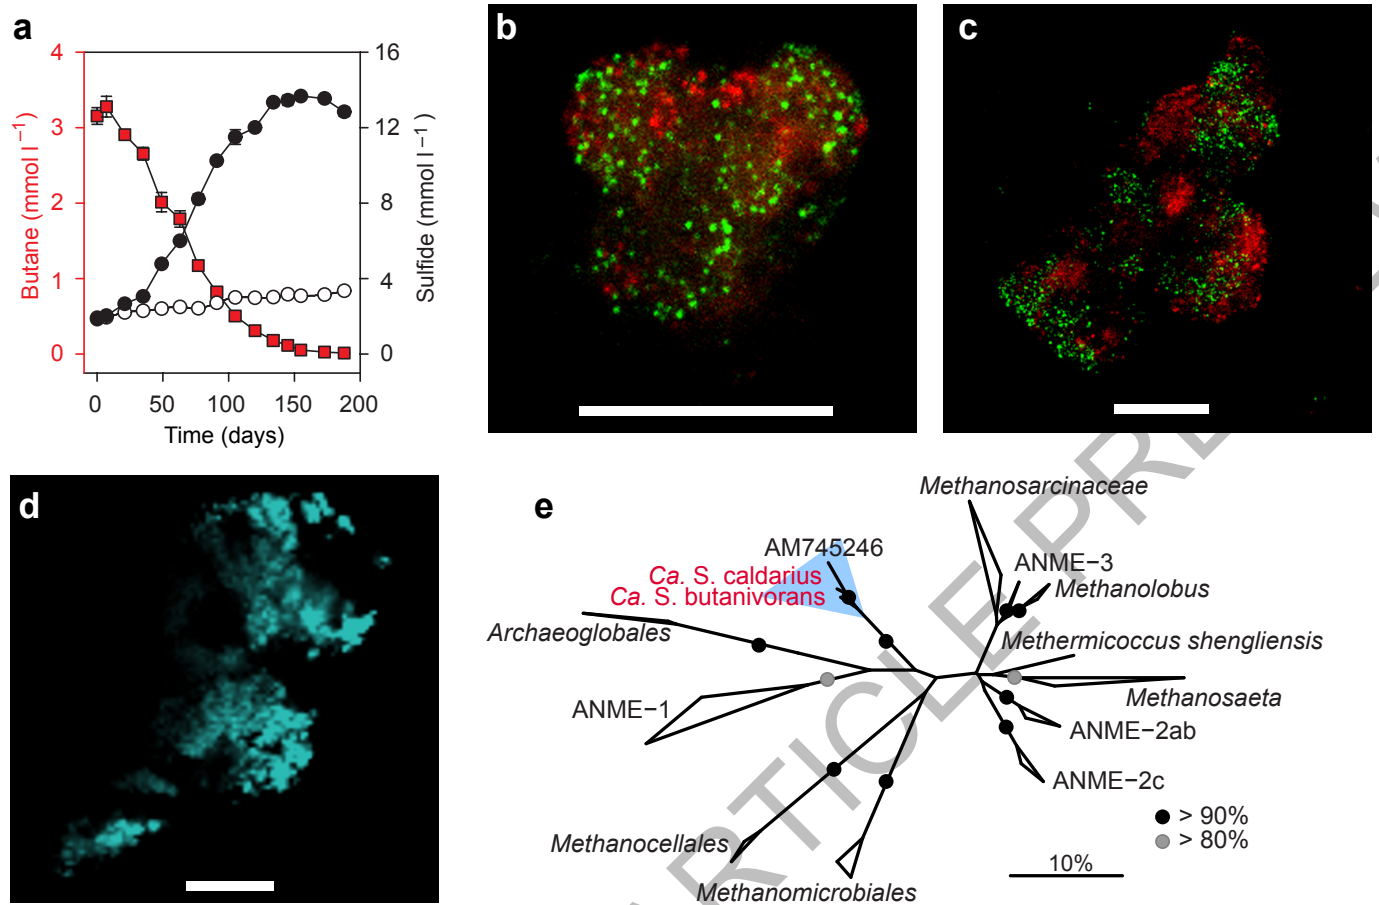 a
4
3
2
1
0
Butane (mmol l⁻¹)
16
12
8
4
0
Sulfide (mmol l⁻¹)
0 50 100 150 200
Time (days)
b
c
d
e
Methanosarcinaceae
AM745246
ANME−3
Ca. S. caldarius
Methanolobus
Ca. S. butanivorans
Archaeoglobales
Methermicoccus shengliensis
Methanosaeta
ANME−1
ANME−2ab
ANME−2c
> 90%
> 80%
Methanocellales
10%
Methanomicrobiales
RTICLE PRE